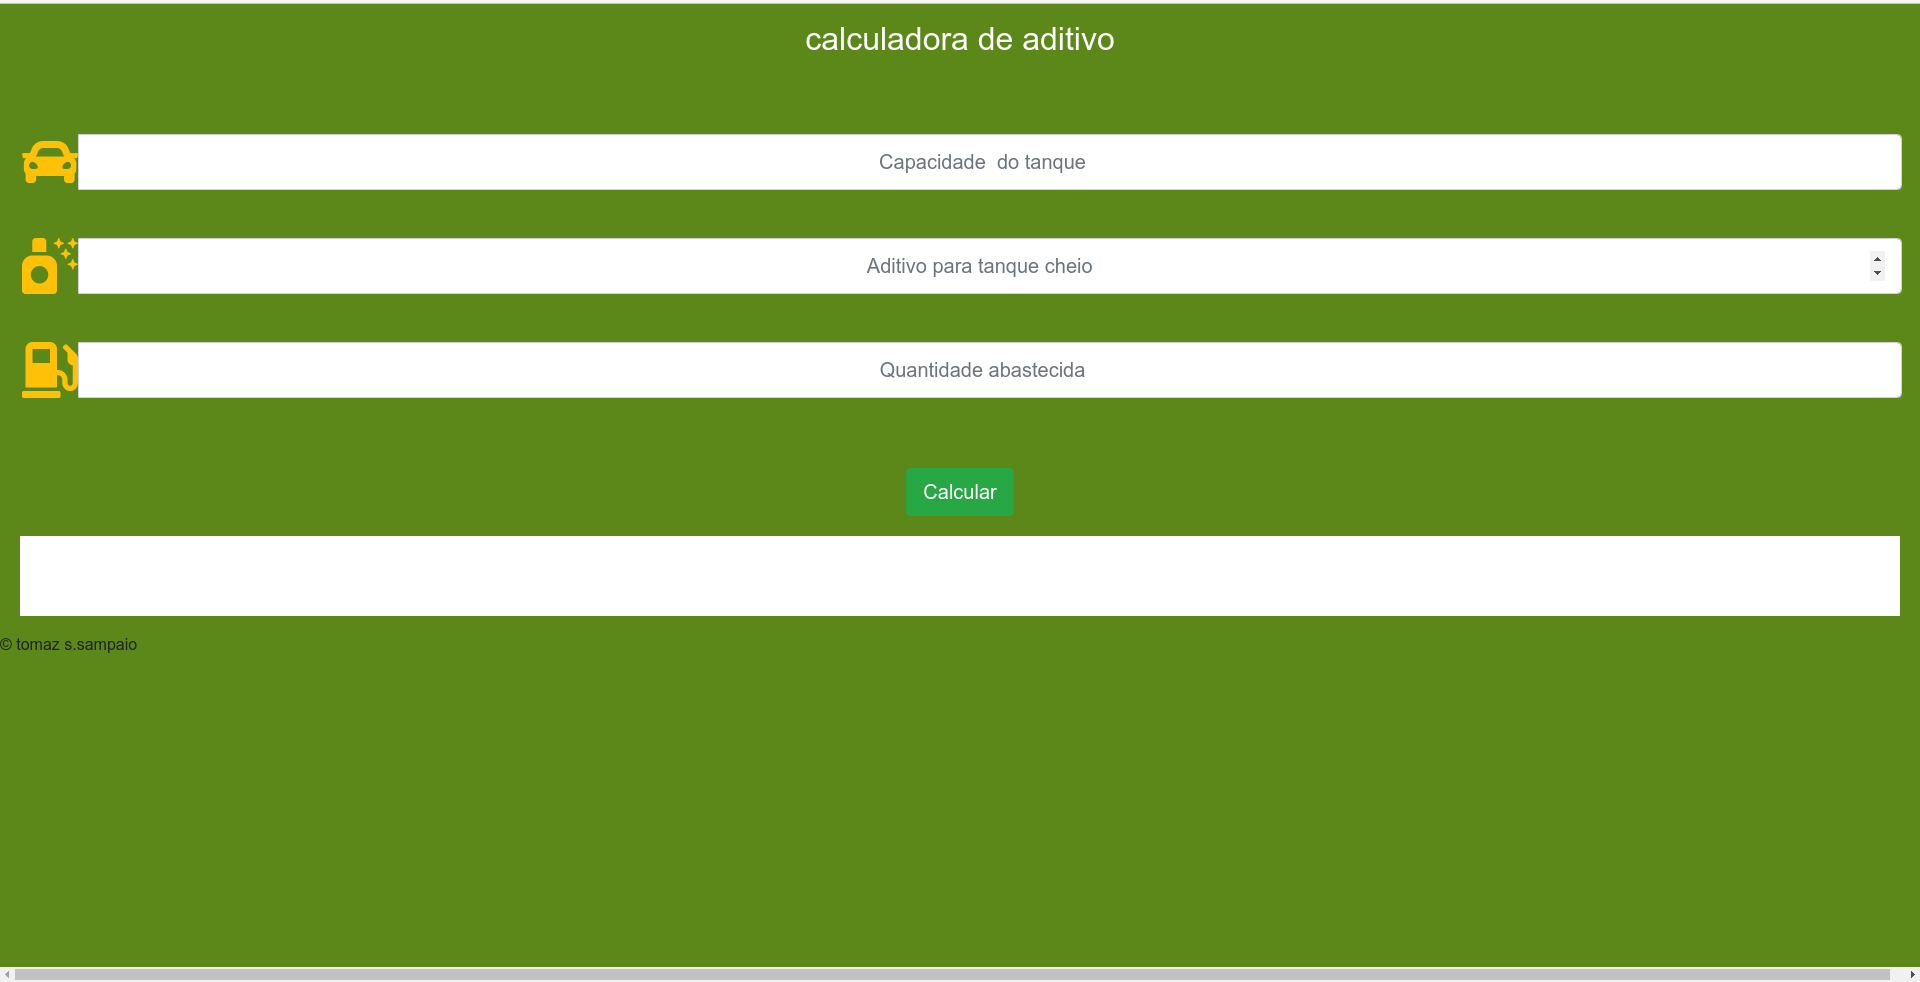 calculadora de aditivo
Capacidade  do tanque
Aditivo para tanque cheio
Quantidade abastecida
Calcular
© tomaz s.sampaio